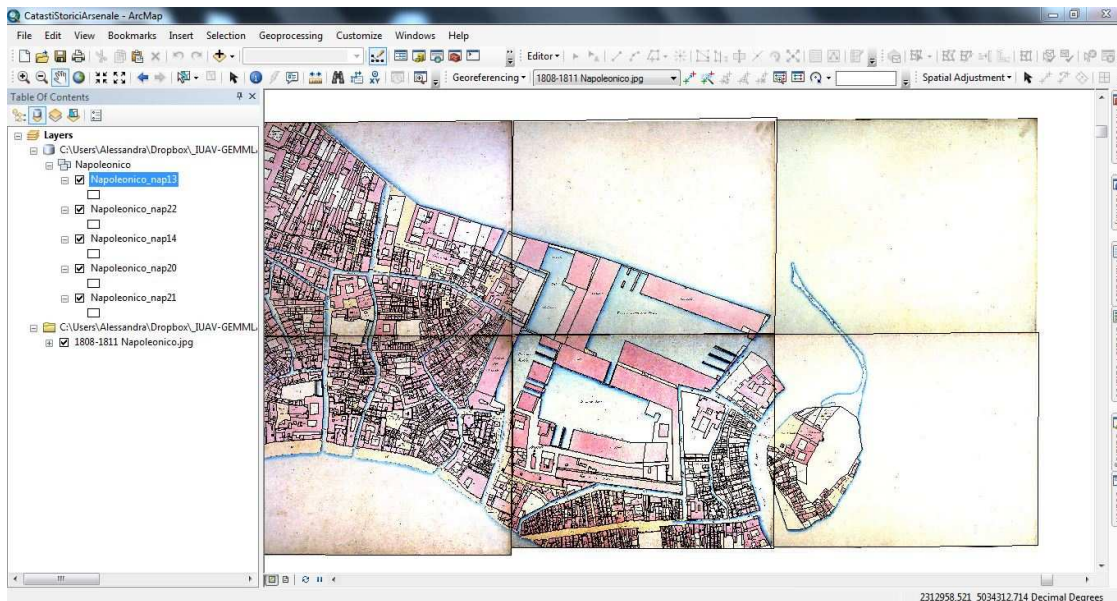 CatastiStoriciArsenale - ArcMap
File Edit View Bookmarks Insert Selection Geoprocessing Customize Windows Help
Editor
Georeferencing 1808-1811 Napoleonico.jpg Spatial Adjustment
Table Of Contents
Layers
C:\Users\Alessandra\Dropbox\_IUAV-GEMML
Napoleonico
Napoleonico_nap13
Napoleonico_nap22
Napoleonico_nap14
Napoleonico_nap20
Napoleonico_nap21
C:\Users\Alessandra\Dropbox\_IUAV-GEMML
1808-1811 Napoleonico.jpg
2312958.521 5034312.714 Decimal Degrees